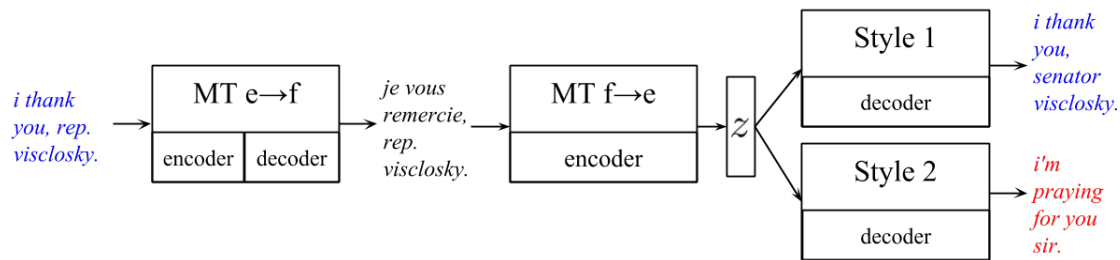 i thank
you, rep.
visclosky.
MT e→f
encoder
decoder
je vous
remercie,
rep.
visclosky.
MT f→e
encoder
z
Style 1
decoder
i thank
you,
senator
visclosky.
Style 2
decoder
i'm
praying
for you
sir.